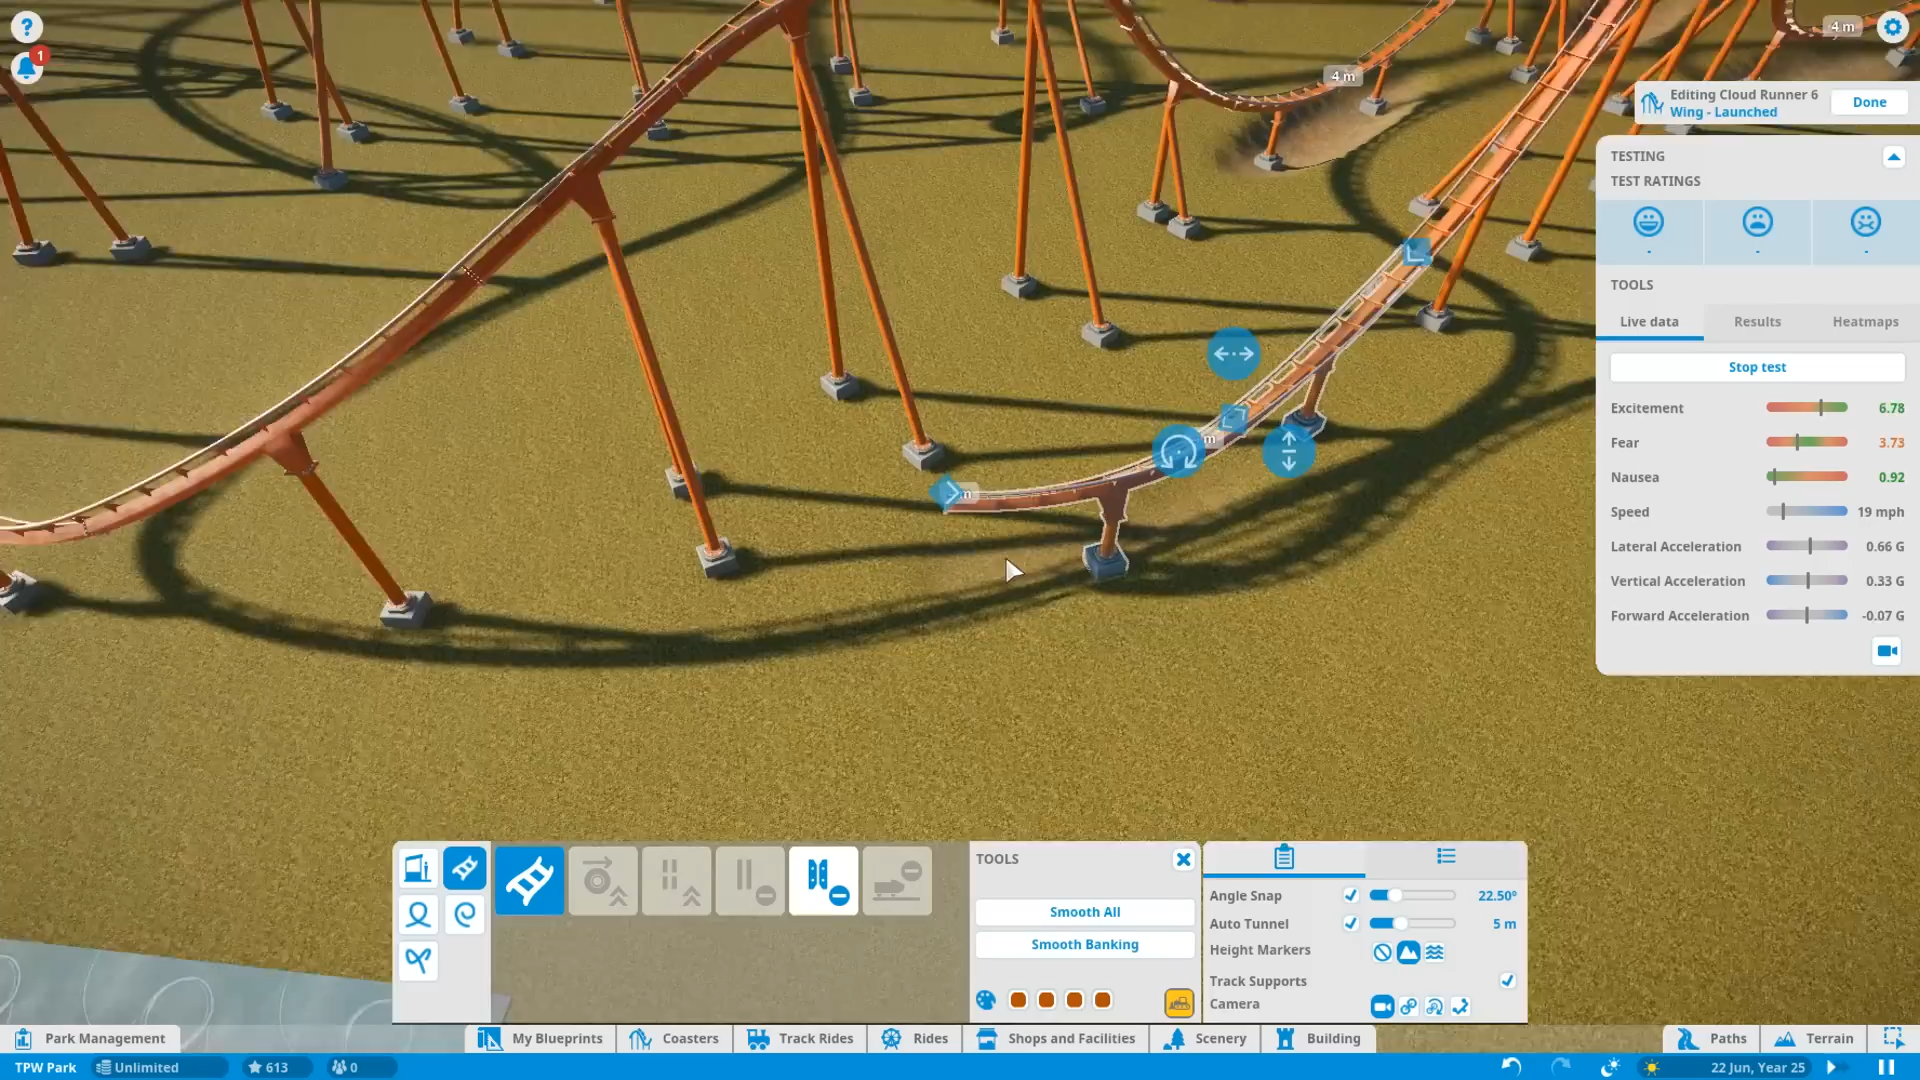 ?
1
4 m
4 m
Editing Cloud Runner 6
Wing - Launched
Done
TESTING
TEST RATINGS
-
-
-
TOOLS
Live data
Results
Heatmaps
Stop test
Excitement
6.78
Fear
3.73
Nausea
0.92
Speed
19 mph
Lateral Acceleration
0.66 G
Vertical Acceleration
0.33 G
Forward Acceleration
-0.07 G
m
m
TOOLS
Smooth All
Smooth Banking
Angle Snap
22.50°
Auto Tunnel
5 m
Height Markers
Track Supports
Camera
Park Management
My Blueprints
Coasters
Track Rides
Rides
Shops and Facilities
Scenery
Building
Paths
Terrain
TPW Park
Unlimited
613
0
22 Jun, Year 25